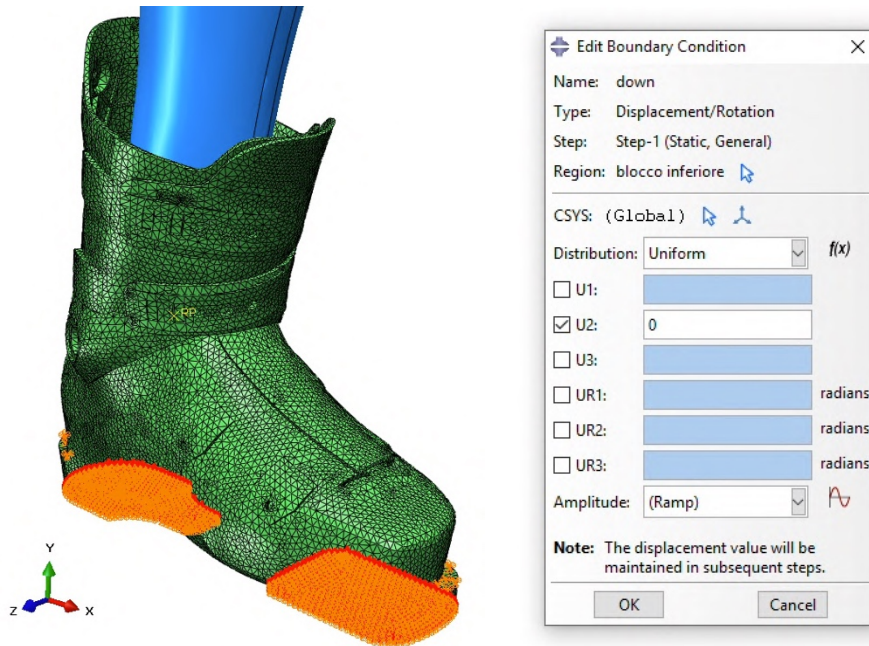 RP
Y
Z
X
Edit Boundary Condition
Name: down
Type: Displacement/Rotation
Step: Step-1 (Static, General)
Region: blocco inferiore
CSYS: (Global)
Distribution: Uniform f(x)
U1:
U2: 0
U3:
UR1: radians
UR2: radians
UR3: radians
Amplitude: (Ramp)
Note: The displacement value will be
maintained in subsequent steps.
OK Cancel